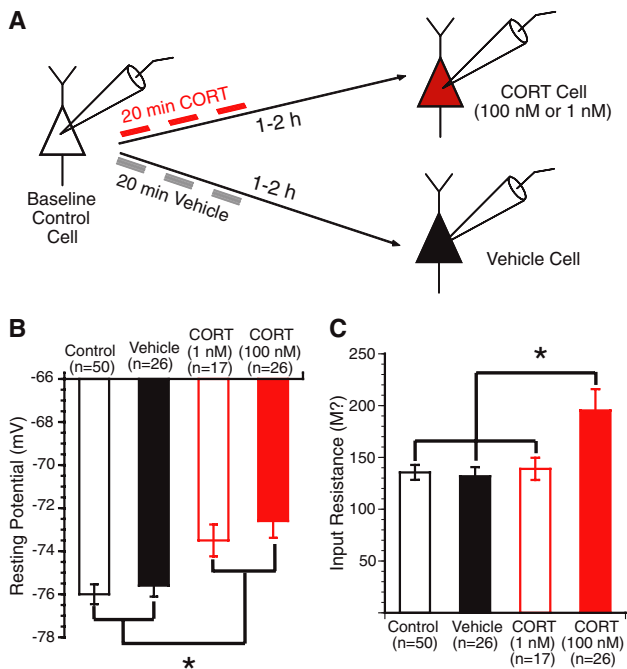 A
20 min CORT
1-2 h
CORT Cell
(100 nM or 1 nM)
Baseline
Control
Cell
20 min Vehicle
1-2 h
Vehicle Cell
B
Control
(n=50)
Vehicle
(n=26)
CORT
(1 nM)
(n=17)
CORT
(100 nM)
(n=26)
Resting Potential (mV)
-66
-68
-70
-72
-74
-76
-78
*
C
Input Resistance (M?)
250
200
150
100
50
0
*
Control
(n=50)
Vehicle
(n=26)
CORT
(1 nM)
(n=17)
CORT
(100 nM)
(n=26)